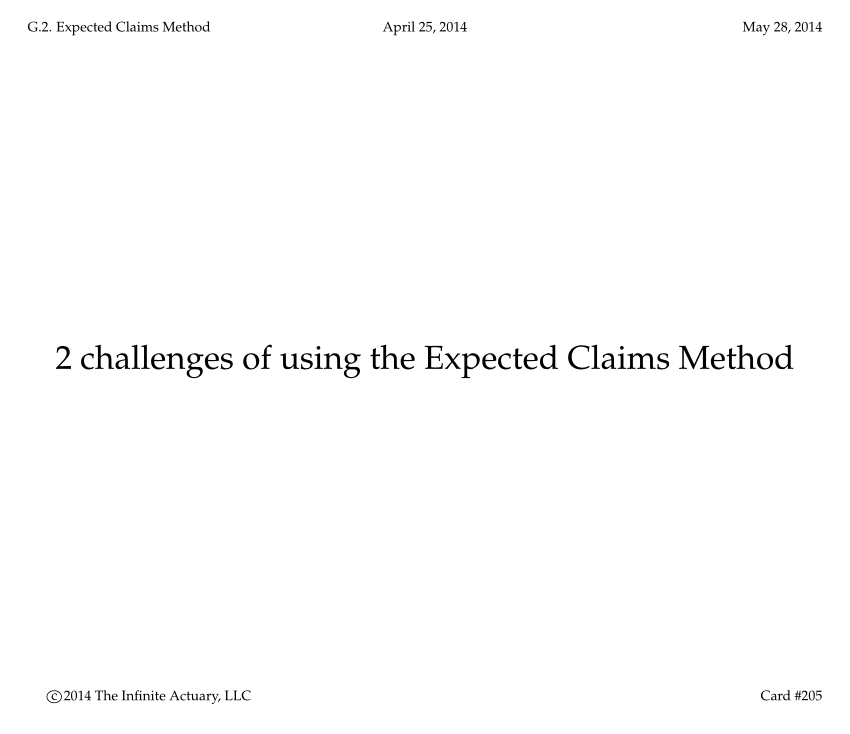 G.2. Expected Claims Method April 25, 2014 May 28, 2014
2 challenges of using the Expected Claims Method
©2014 The Infinite Actuary, LLC Card #205